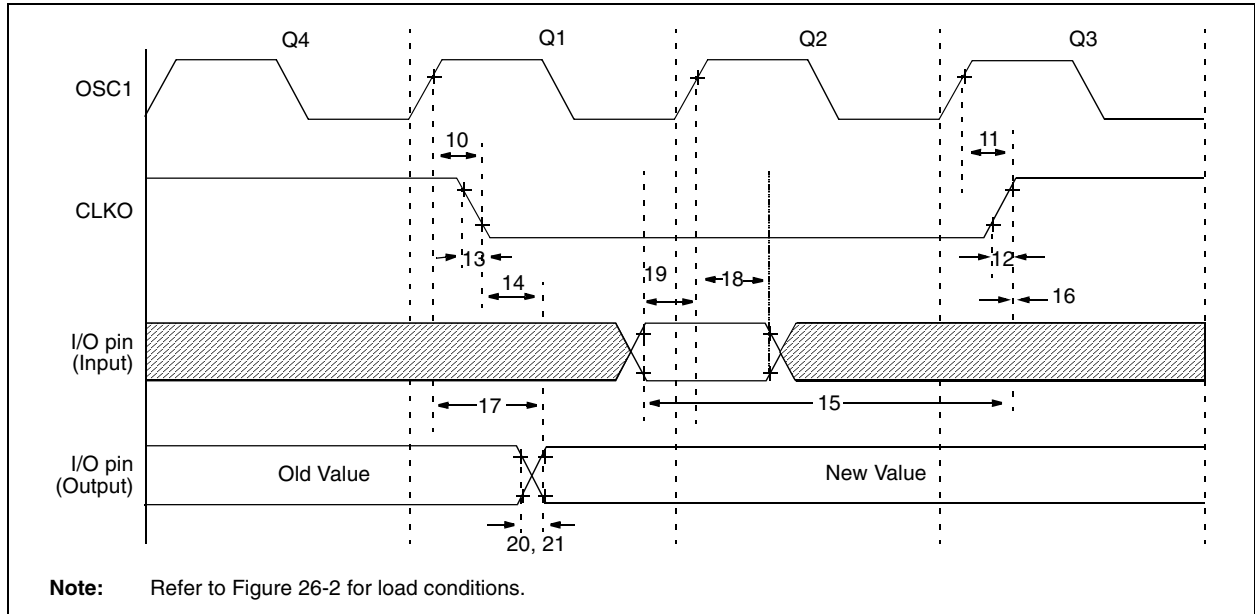 Q4 Q1 Q2 Q3
OSC1
10 11
CLKO
13 12
14 19 18 16
I/O pin
(Input)
17 15
I/O pin
(Output)
Old Value New Value
20, 21
Note: Refer to Figure 26-2 for load conditions.